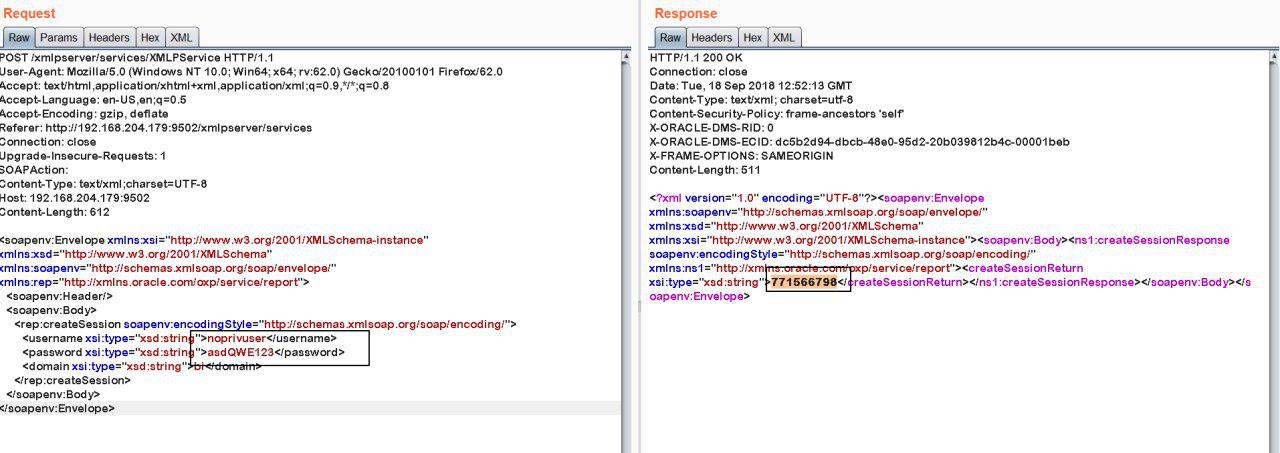 Request
Raw Params Headers Hex XML
POST /xmlpserver/services/XMLPService HTTP/1.1
User-Agent: Mozilla/5.0 (Windows NT 10.0; Win64; x64; rv:62.0) Gecko/20100101 Firefox/62.0
Accept: text/html,application/xhtml+xml,application/xml;q=0.9,*/*;q=0.8
Accept-Language: en-US,en;q=0.5
Accept-Encoding: gzip, deflate
Referer: http://192.168.204.179:9502/xmlpserver/services
Connection: close
Upgrade-Insecure-Requests: 1
SOAPAction:
Content-Type: text/xml;charset=UTF-8
Host: 192.168.204.179:9502
Content-Length: 612
<soapenv:Envelope xmlns:xsi="http://www.w3.org/2001/XMLSchema-instance"
xmlns:xsd="http://www.w3.org/2001/XMLSchema"
xmlns:soapenv="http://schemas.xmlsoap.org/soap/envelope/"
xmlns:rep="http://xmlns.oracle.com/oxp/service/report">
<soapenv:Header/>
<soapenv:Body>
<rep:createSession soapenv:encodingStyle="http://schemas.xmlsoap.org/soap/encoding/">
<username xsi:type="xsd:string">noprivuser</username>
<password xsi:type="xsd:string">asdQWE123</password>
<domain xsi:type="xsd:string">bi</domain>
</rep:createSession>
</soapenv:Body>
</soapenv:Envelope>
Response
Raw Headers Hex XML
HTTP/1.1 200 OK
Connection: close
Date: Tue, 18 Sep 2018 12:52:13 GMT
Content-Type: text/xml; charset=utf-8
Content-Security-Policy: frame-ancestors 'self'
X-ORACLE-DMS-RID: 0
X-ORACLE-DMS-ECID: dc5b2d94-dbcb-48e0-95d2-20b039812b4c-00001beb
X-FRAME-OPTIONS: SAMEORIGIN
Content-Length: 511
<?xml version="1.0" encoding="UTF-8"?><soapenv:Envelope
xmlns:soapenv="http://schemas.xmlsoap.org/soap/envelope/"
xmlns:xsd="http://www.w3.org/2001/XMLSchema"
xmlns:xsi="http://www.w3.org/2001/XMLSchema-instance"><soapenv:Body><ns1:createSessionResponse
soapenv:encodingStyle="http://schemas.xmlsoap.org/soap/encoding/"
xmlns:ns1="http://xmlns.oracle.com/oxp/service/report"><createSessionReturn
xsi:type="xsd:string">771566798</createSessionReturn></ns1:createSessionResponse></soapenv:Body></s
oapenv:Envelope>